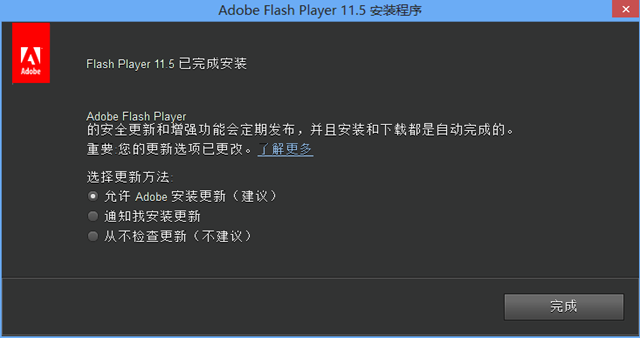 Adobe Flash Player 11.5 安装程序
Adobe
Flash Player 11.5 已完成安装
Adobe Flash Player
的安全更新和增强功能会定期发布，并且安装和下载都是自动完成的。
重要:您的更新选项已更改。了解更多
选择更新方法:
允许 Adobe 安装更新（建议）
通知找安装更新
从不检查更新（不建议）
完成